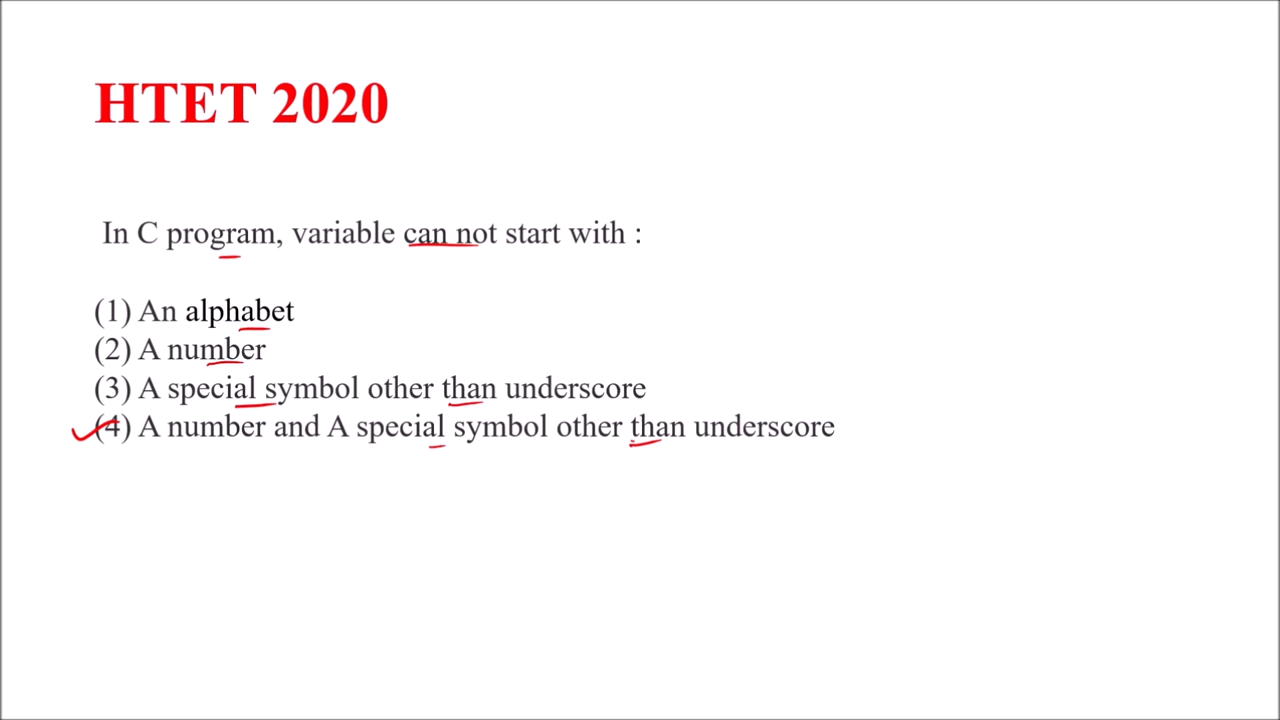 HTET 2020
In C program, variable can not start with :
(1) An alphabet
(2) A number
(3) A special symbol other than underscore
(4) A number and A special symbol other than underscore